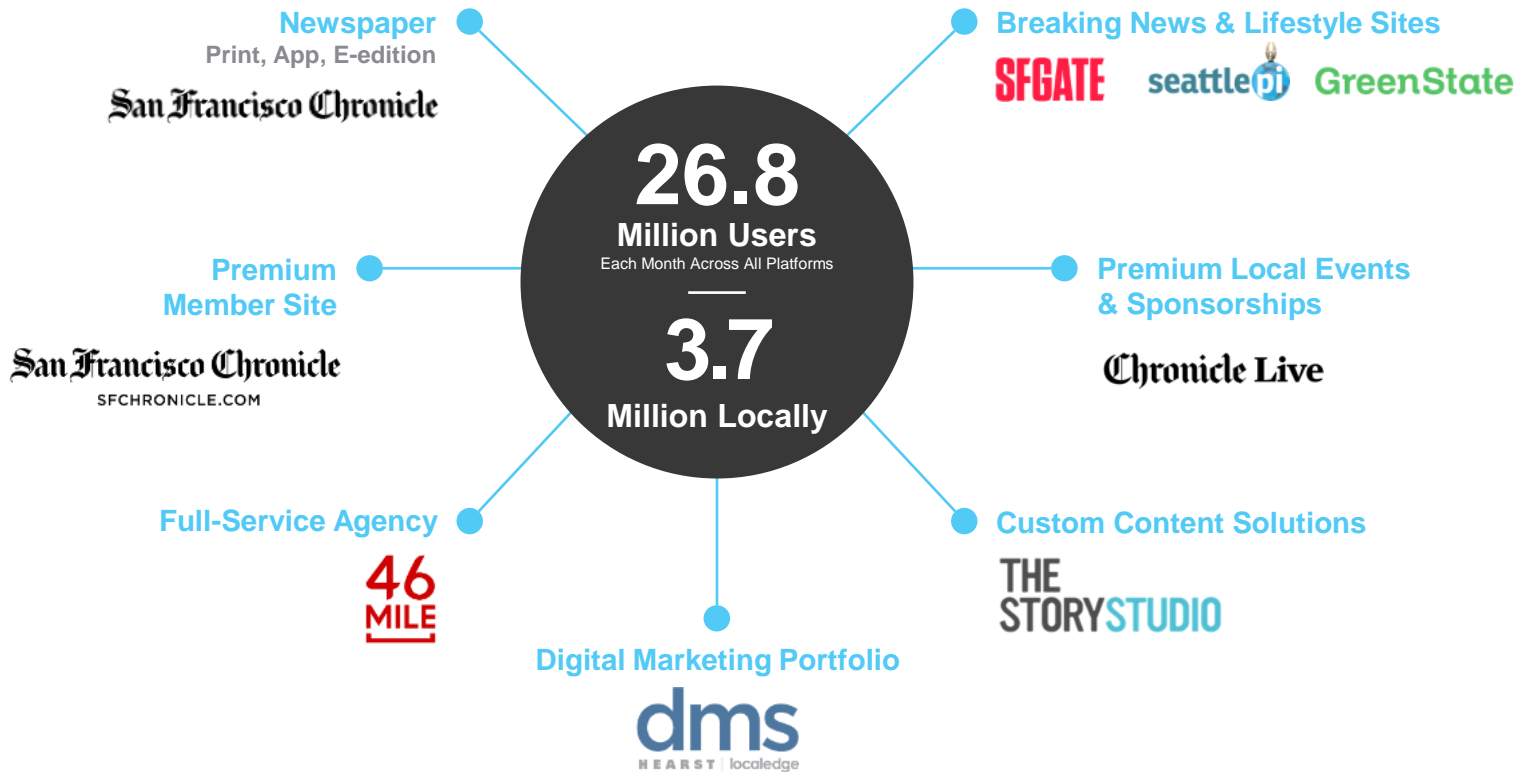 Newspaper
Print, App, E-edition
San Francisco Chronicle
Breaking News & Lifestyle Sites
SFGATE
seattlepi
GreenState
26.8
Million Users
Each Month Across All Platforms
3.7
Million Locally
Premium
Member Site
San Francisco Chronicle
SFCHRONICLE.COM
Premium Local Events
& Sponsorships
Chronicle Live
Full-Service Agency
46
MILE
Custom Content Solutions
THE
STORYSTUDIO
Digital Marketing Portfolio
dms
HEARST | localedge